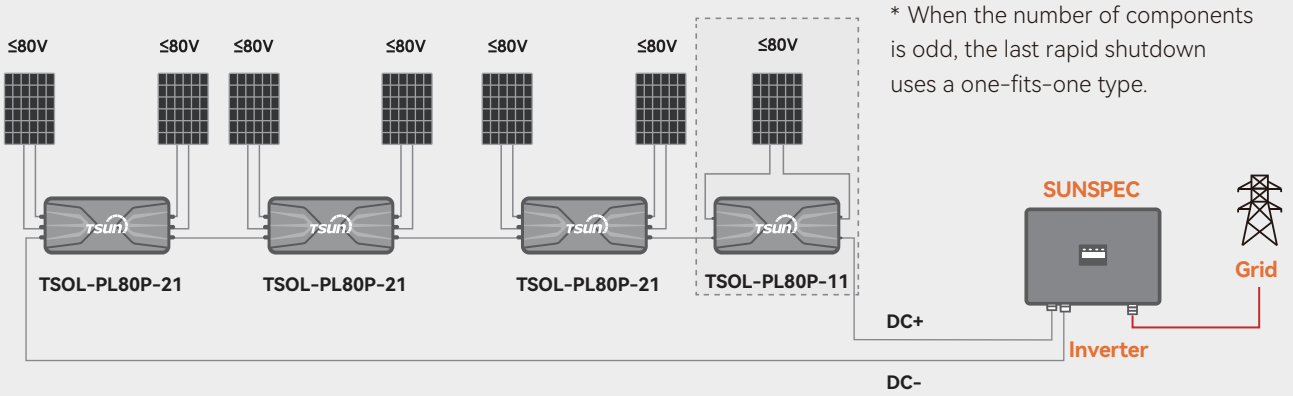 * When the number of components
is odd, the last rapid shutdown
uses a one-fits-one type.
≤80V ≤80V ≤80V ≤80V ≤80V ≤80V ≤80V
SUNSPEC
TSUN TSUN TSUN TSUN
Grid
TSOL-PL80P-21 TSOL-PL80P-21 TSOL-PL80P-21 TSOL-PL80P-11
DC+
Inverter
DC-